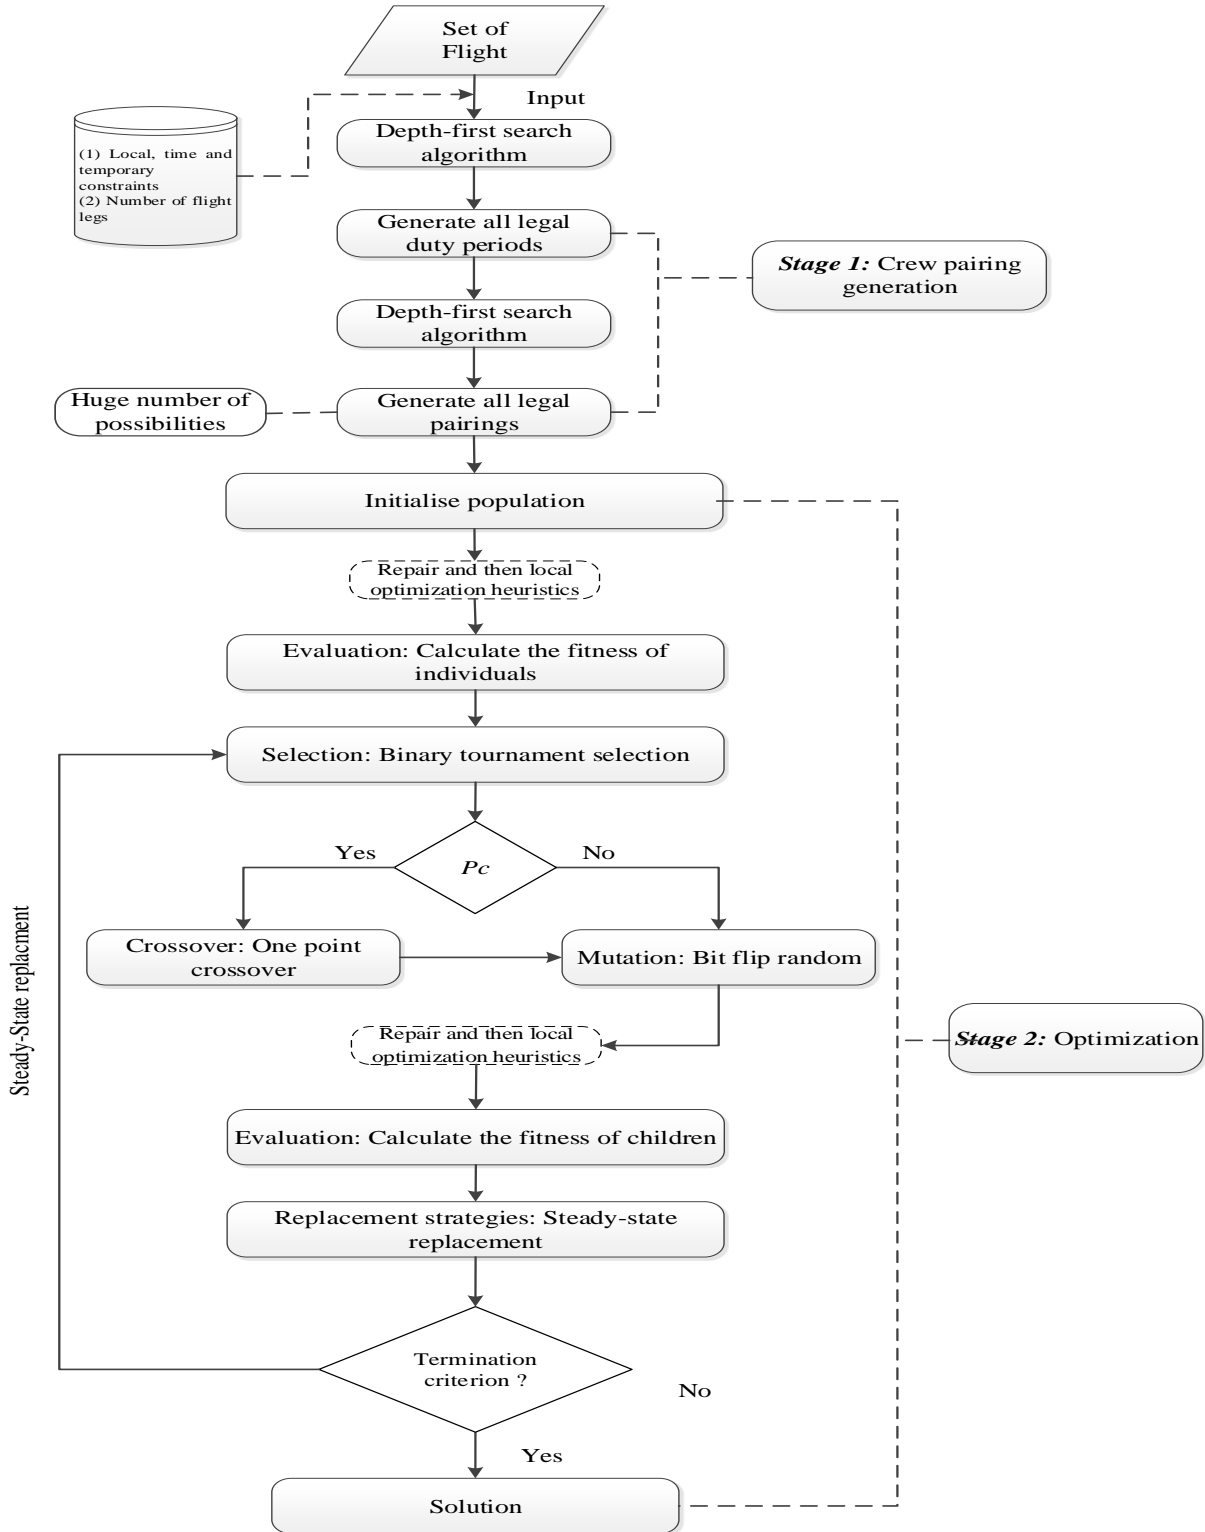 Set of
Flight
Input
(1) Local, time and
temporary
constraints
(2) Number of flight
legs
Depth-first search
algorithm
Generate all legal
duty periods
Stage 1: Crew pairing
generation
Depth-first search
algorithm
Huge number of
possibilities
Generate all legal
pairings
Initialise population
Repair and then local
optimization heuristics
Evaluation: Calculate the fitness of
individuals
Selection: Binary tournament selection
Yes
Pc
No
Crossover: One point
crossover
Mutation: Bit flip random
Steady-State replacment
Repair and then local
optimization heuristics
Stage 2: Optimization
Evaluation: Calculate the fitness of children
Replacement strategies: Steady-state
replacement
Termination
criterion ?
No
Yes
Solution